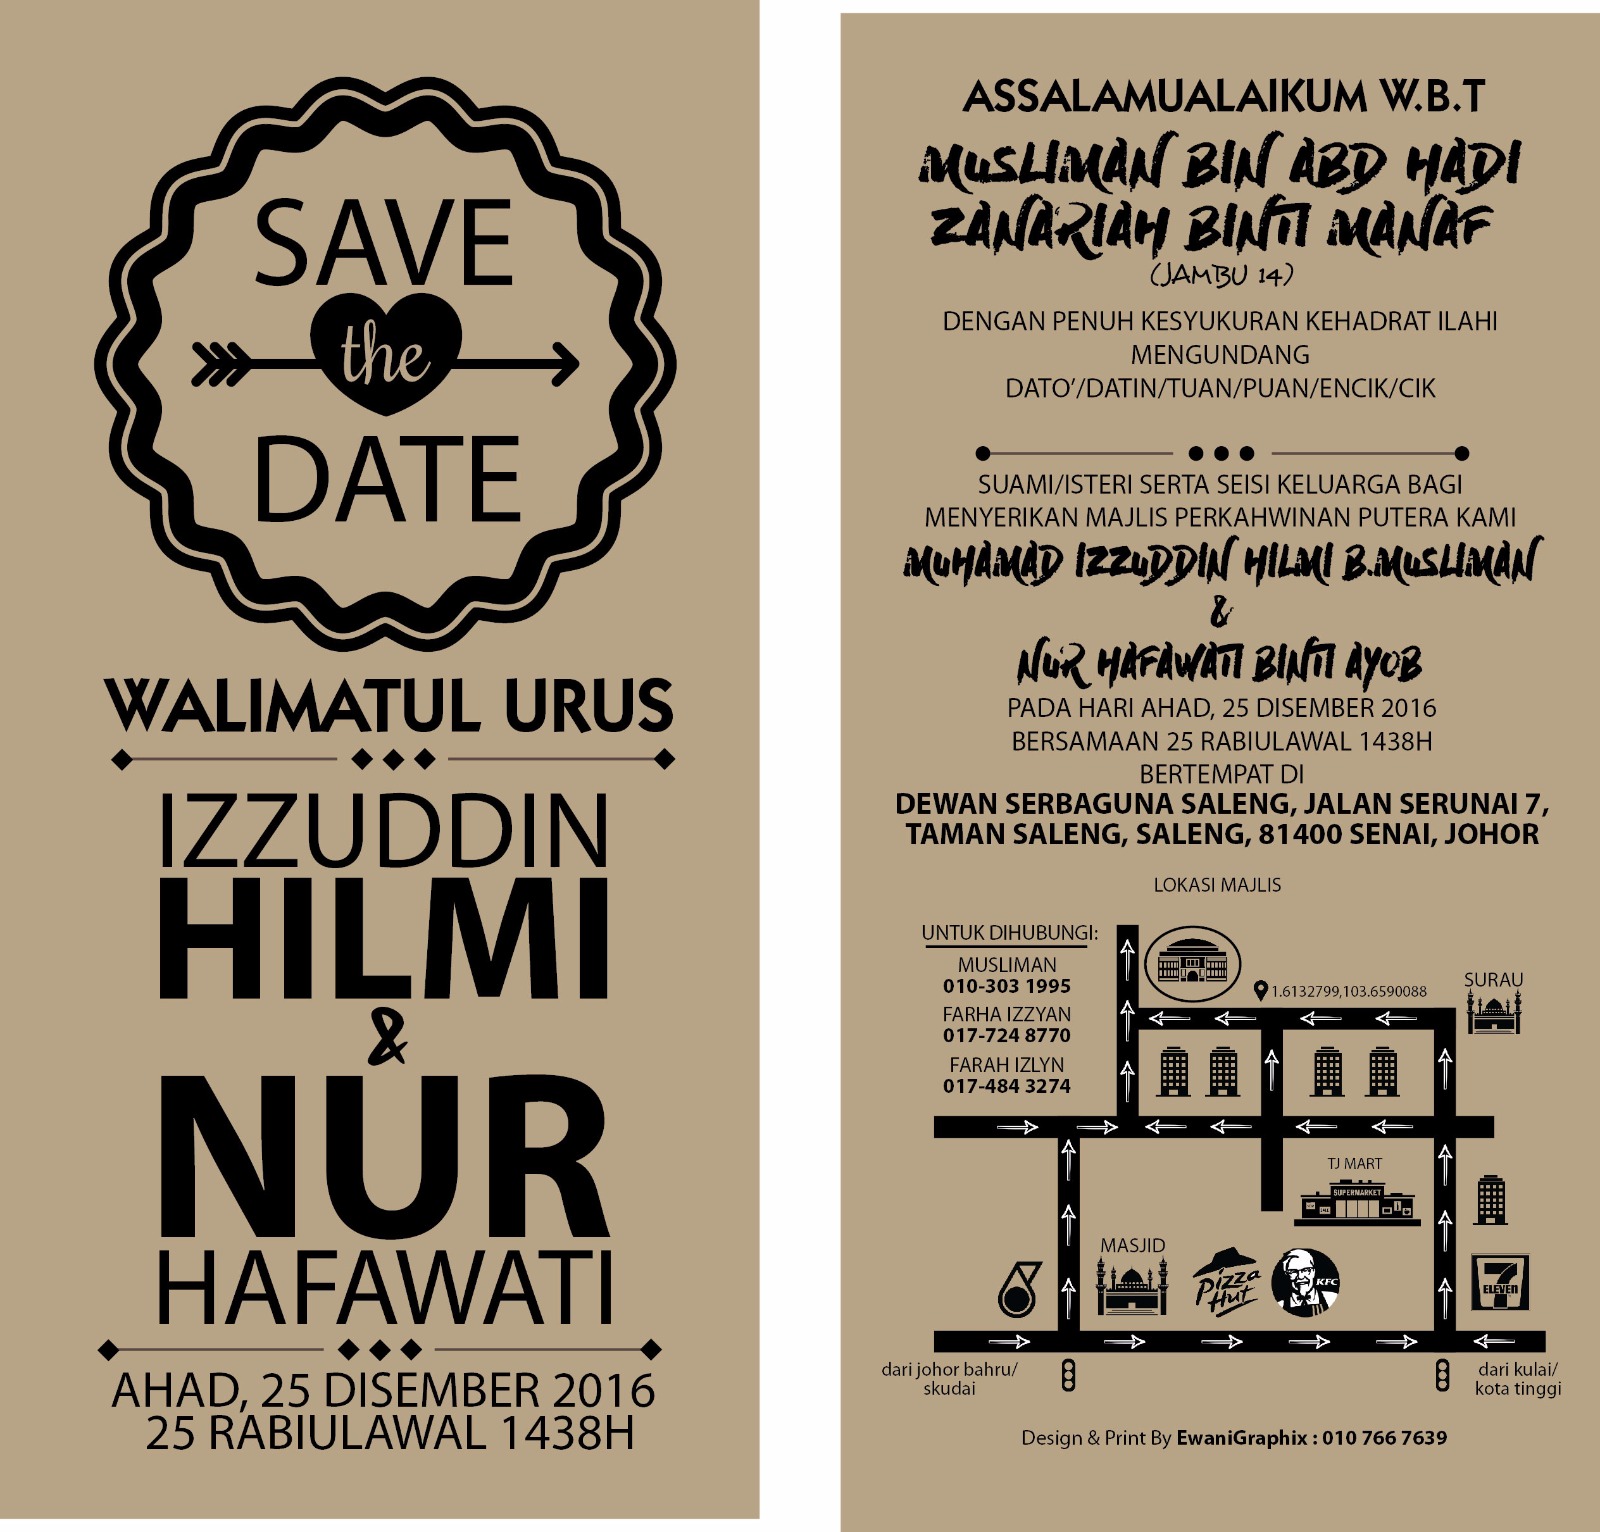 SAVE
the
DATE
WALIMATUL URUS
IZZUDDIN
HILMI
&
NUR
HAFAWATI
AHAD, 25 DISEMBER 2016
25 RABIULAWAL 1438H
ASSALAMUALAIKUM W.B.T
MUSLIMAN BIN ABD HADI
ZANARIAH BINTI MANAF
(JAMBU 14)
DENGAN PENUH KESYUKURAN KEHADRAT ILAHI
MENGUNDANG
DATO'/DATIN/TUAN/PUAN/ENCIK/CIK
SUAMI/ISTERI SERTA SEISI KELUARGA BAGI
MENYERIKAN MAJLIS PERKAHWINAN PUTERA KAMI
MUHAMAD IZZUDDIN HILMI B.MUSLIMAN
&
NUR HAFAWATI BINTI AYOB
PADA HARI AHAD, 25 DISEMBER 2016
BERSAMAAN 25 RABIULAWAL 1438H
BERTEMPAT DI
DEWAN SERBAGUNA SALENG, JALAN SERUNAI 7,
TAMAN SALENG, SALENG, 81400 SENAI, JOHOR
LOKASI MAJLIS
UNTUK DIHUBUNGI:
MUSLIMAN
010-303 1995
FARHA IZZYAN
017-724 8770
FARAH IZLYN
017-484 3274
1.6132799,103.6590088
SURAU
TJ MART
SUPERMARKET
MASJID
Pizza
Hut
KFC
7
ELEVEN
dari johor bahru/
skudai
dari kulai/
kota tinggi
Design & Print By EwaniGraphix : 010 766 7639